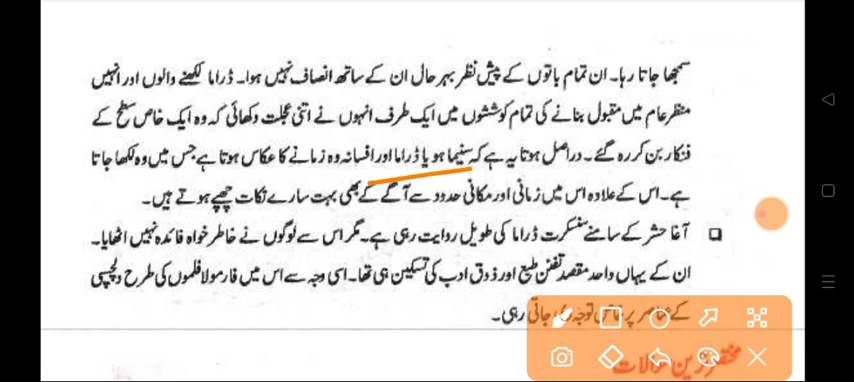 سمجھا جاتا رہا۔ ان تمام باتوں کے پیش نظر بہر حال ان کے ساتھ انصاف نہیں ہوا۔ ڈراما لکھنے والوں اور انہیں
منظر عام میں مقبول بنانے کی تمام کوششوں میں ایک طرف انہوں نے اتنی عجلت دکھائی کہ وہ ایک خاص سطح کے
فنکار بن کر رہ گئے۔ دراصل ہوتا یہ ہے کہ سنیما ہو یا ڈراما اور افسانہ وہ زمانے کا عکاس ہوتا ہے جس میں وہ لکھا جاتا
ہے۔ اس کے علاوہ اس میں زمانی اور مکانی حدود سے آگے کے بھی بہت سارے نکات چھپے ہوتے ہیں۔
آغا حشر کے سامنے سنسکرت ڈراما کی طویل روایت رہی ہے۔ مگر اس سے لوگوں نے خاطر خواہ فائدہ نہیں اٹھایا۔
ان کے یہاں واحد مقصد تفنن طبع اور ذوق ادب کی تسکین ہی تھا۔ اسی وجہ سے اس میں فارمولا فلموں کی طرح دلچسپی
کے عناصر پر توجہ دی جاتی رہی۔
مختصر ترین سوالات